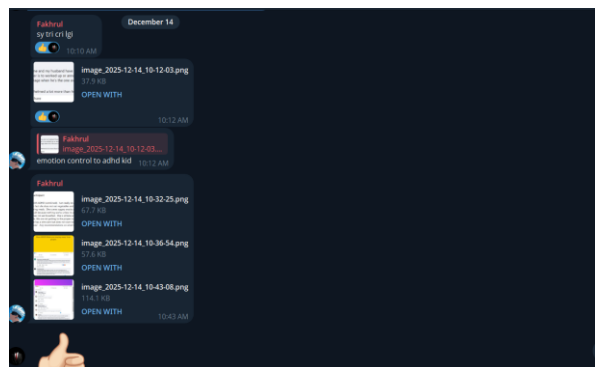 December 14
Fakhrul
sy tri cri lgi
10:10 AM
image_2025-12-14_10-12-03.png
37.9 KB
OPEN WITH
10:12 AM
Fakhrul
image_2025-12-14_10-12-03....
emotion control to adhd kid 10:12 AM
Fakhrul
image_2025-12-14_10-32-25.png
67.7 KB
OPEN WITH
image_2025-12-14_10-36-54.png
57.6 KB
OPEN WITH
image_2025-12-14_10-43-08.png
114.1 KB
OPEN WITH
10:43 AM